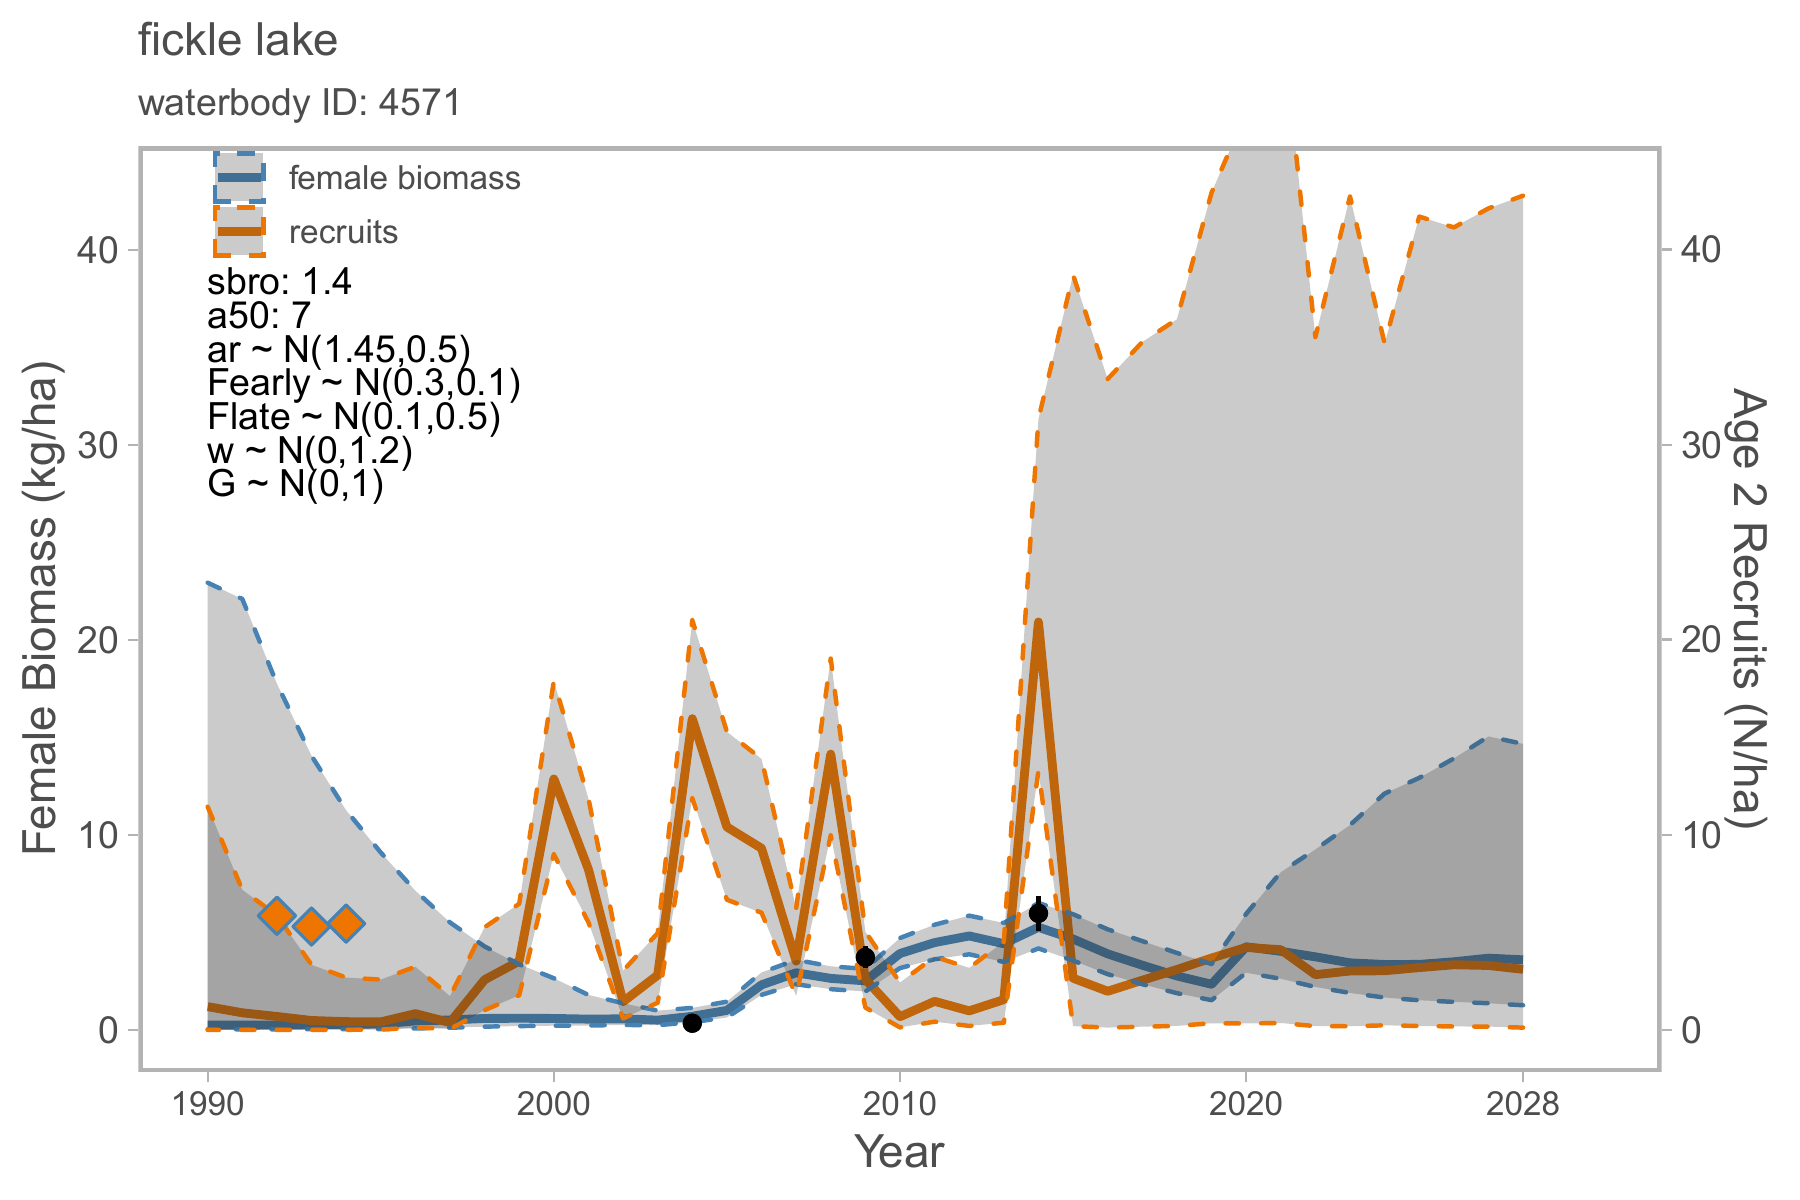 fickle lake
waterbody ID: 4571
female biomass
recruits
sbro: 1.4
a50: 7
ar ~ N(1.45,0.5)
Fearly ~ N(0.3,0.1)
Flate ~ N(0.1,0.5)
w ~ N(0,1.2)
G ~ N(0,1)
Female Biomass (kg/ha)
40
30
20
10
0
40
30
20
10
0
Age 2 Recruits (N/ha)
1990
2000
2010
2020
2028
Year